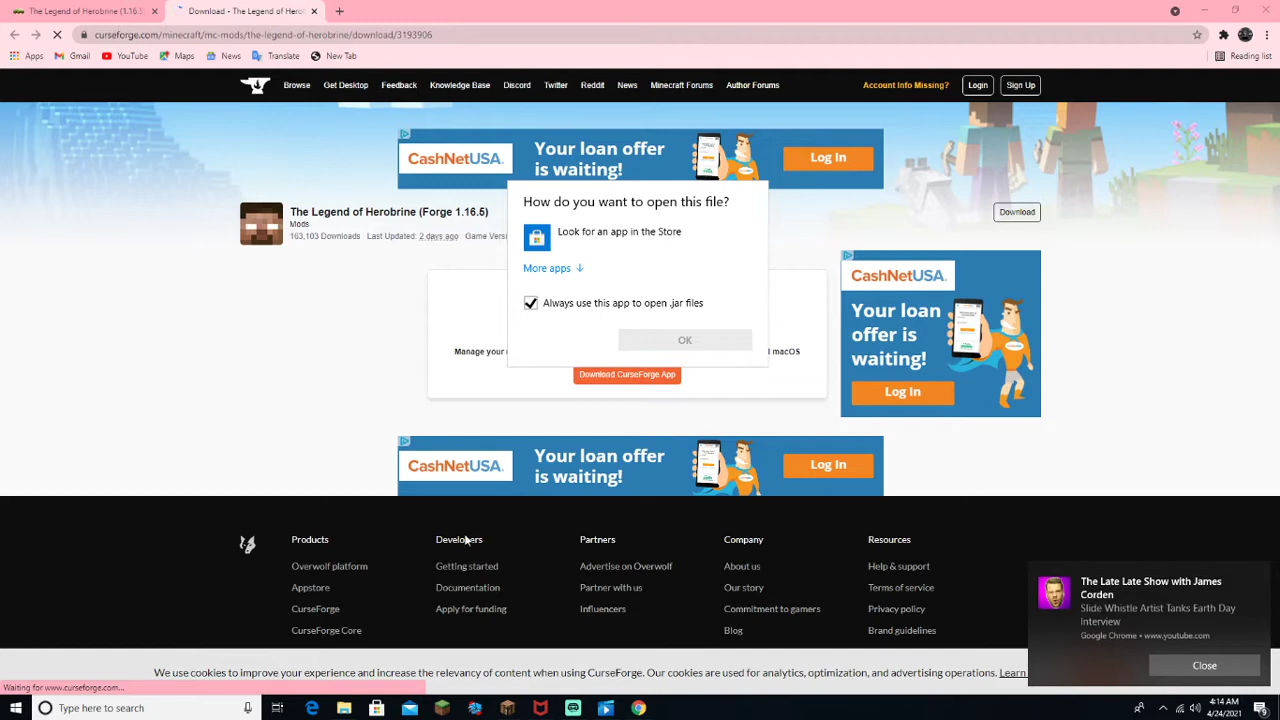 The Legend of Herobrine (1.16.5)
Download - The Legend of Hero
curseforge.com/minecraft/mc-mods/the-legend-of-herobrine/download/3193906
Apps Gmail YouTube Maps News Translate New Tab Reading list
Browse Get Desktop Feedback Knowledge Base Discord Twitter Reddit News Minecraft Forums Author Forums Account Info Missing? Login Sign Up
CashNetUSA. Your loan offer is waiting! Log In
The Legend of Herobrine (Forge 1.16.5)
Mods
163,103 Downloads Last Updated: 2 days ago Game Versi
Download
How do you want to open this file?
Look for an app in the Store
More apps
Always use this app to open .jar files
OK
Manage your
d macOS
Download CurseForge App
CashNetUSA.
Your loan
offer is
waiting!
Log In
CashNetUSA. Your loan offer is waiting! Log In
Products Developers Partners Company Resources
Overwolf platform Getting started Advertise on Overwolf About us Help & support
Appstore Documentation Partner with us Our story Terms of service
CurseForge Apply for funding Influencers Commitment to gamers Privacy policy
CurseForge Core Blog Brand guidelines
The Late Late Show with James
Corden
Slide Whistle Artist Tanks Earth Day
Interview
Google Chrome • www.youtube.com
Close
We use cookies to improve your experience and increase the relevancy of content when using CurseForge. Our cookies are used for analytics, optimization, and advertising operations. Learn
Waiting for www.curseforge.com...
Type here to search
4:14 AM
4/24/2021